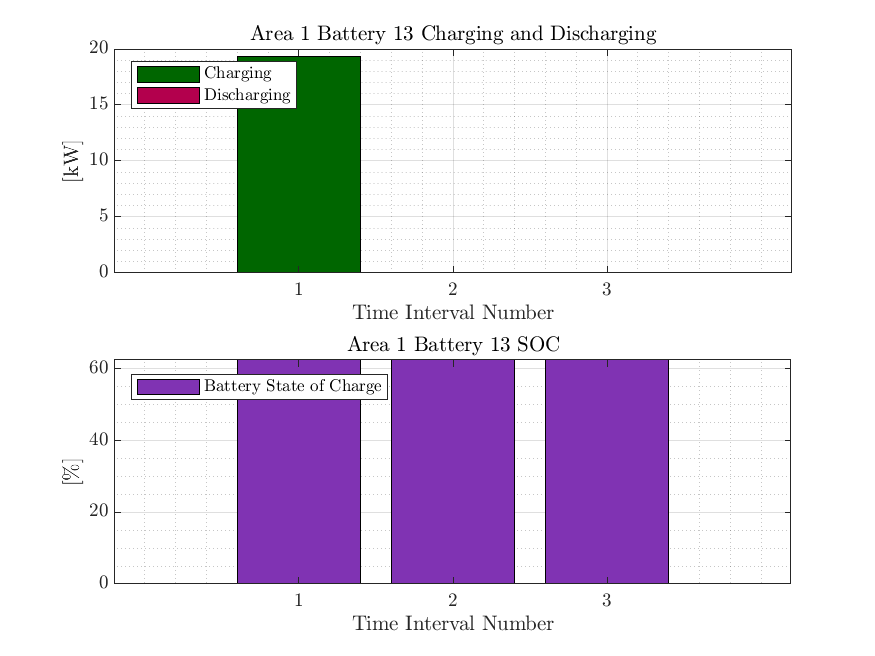 Area 1 Battery 13 Charging and Discharging
20
15
10
5
0
[kW]
Charging
Discharging
1 2 3
Time Interval Number
Area 1 Battery 13 SOC
60
40
20
0
[%]
Battery State of Charge
1 2 3
Time Interval Number